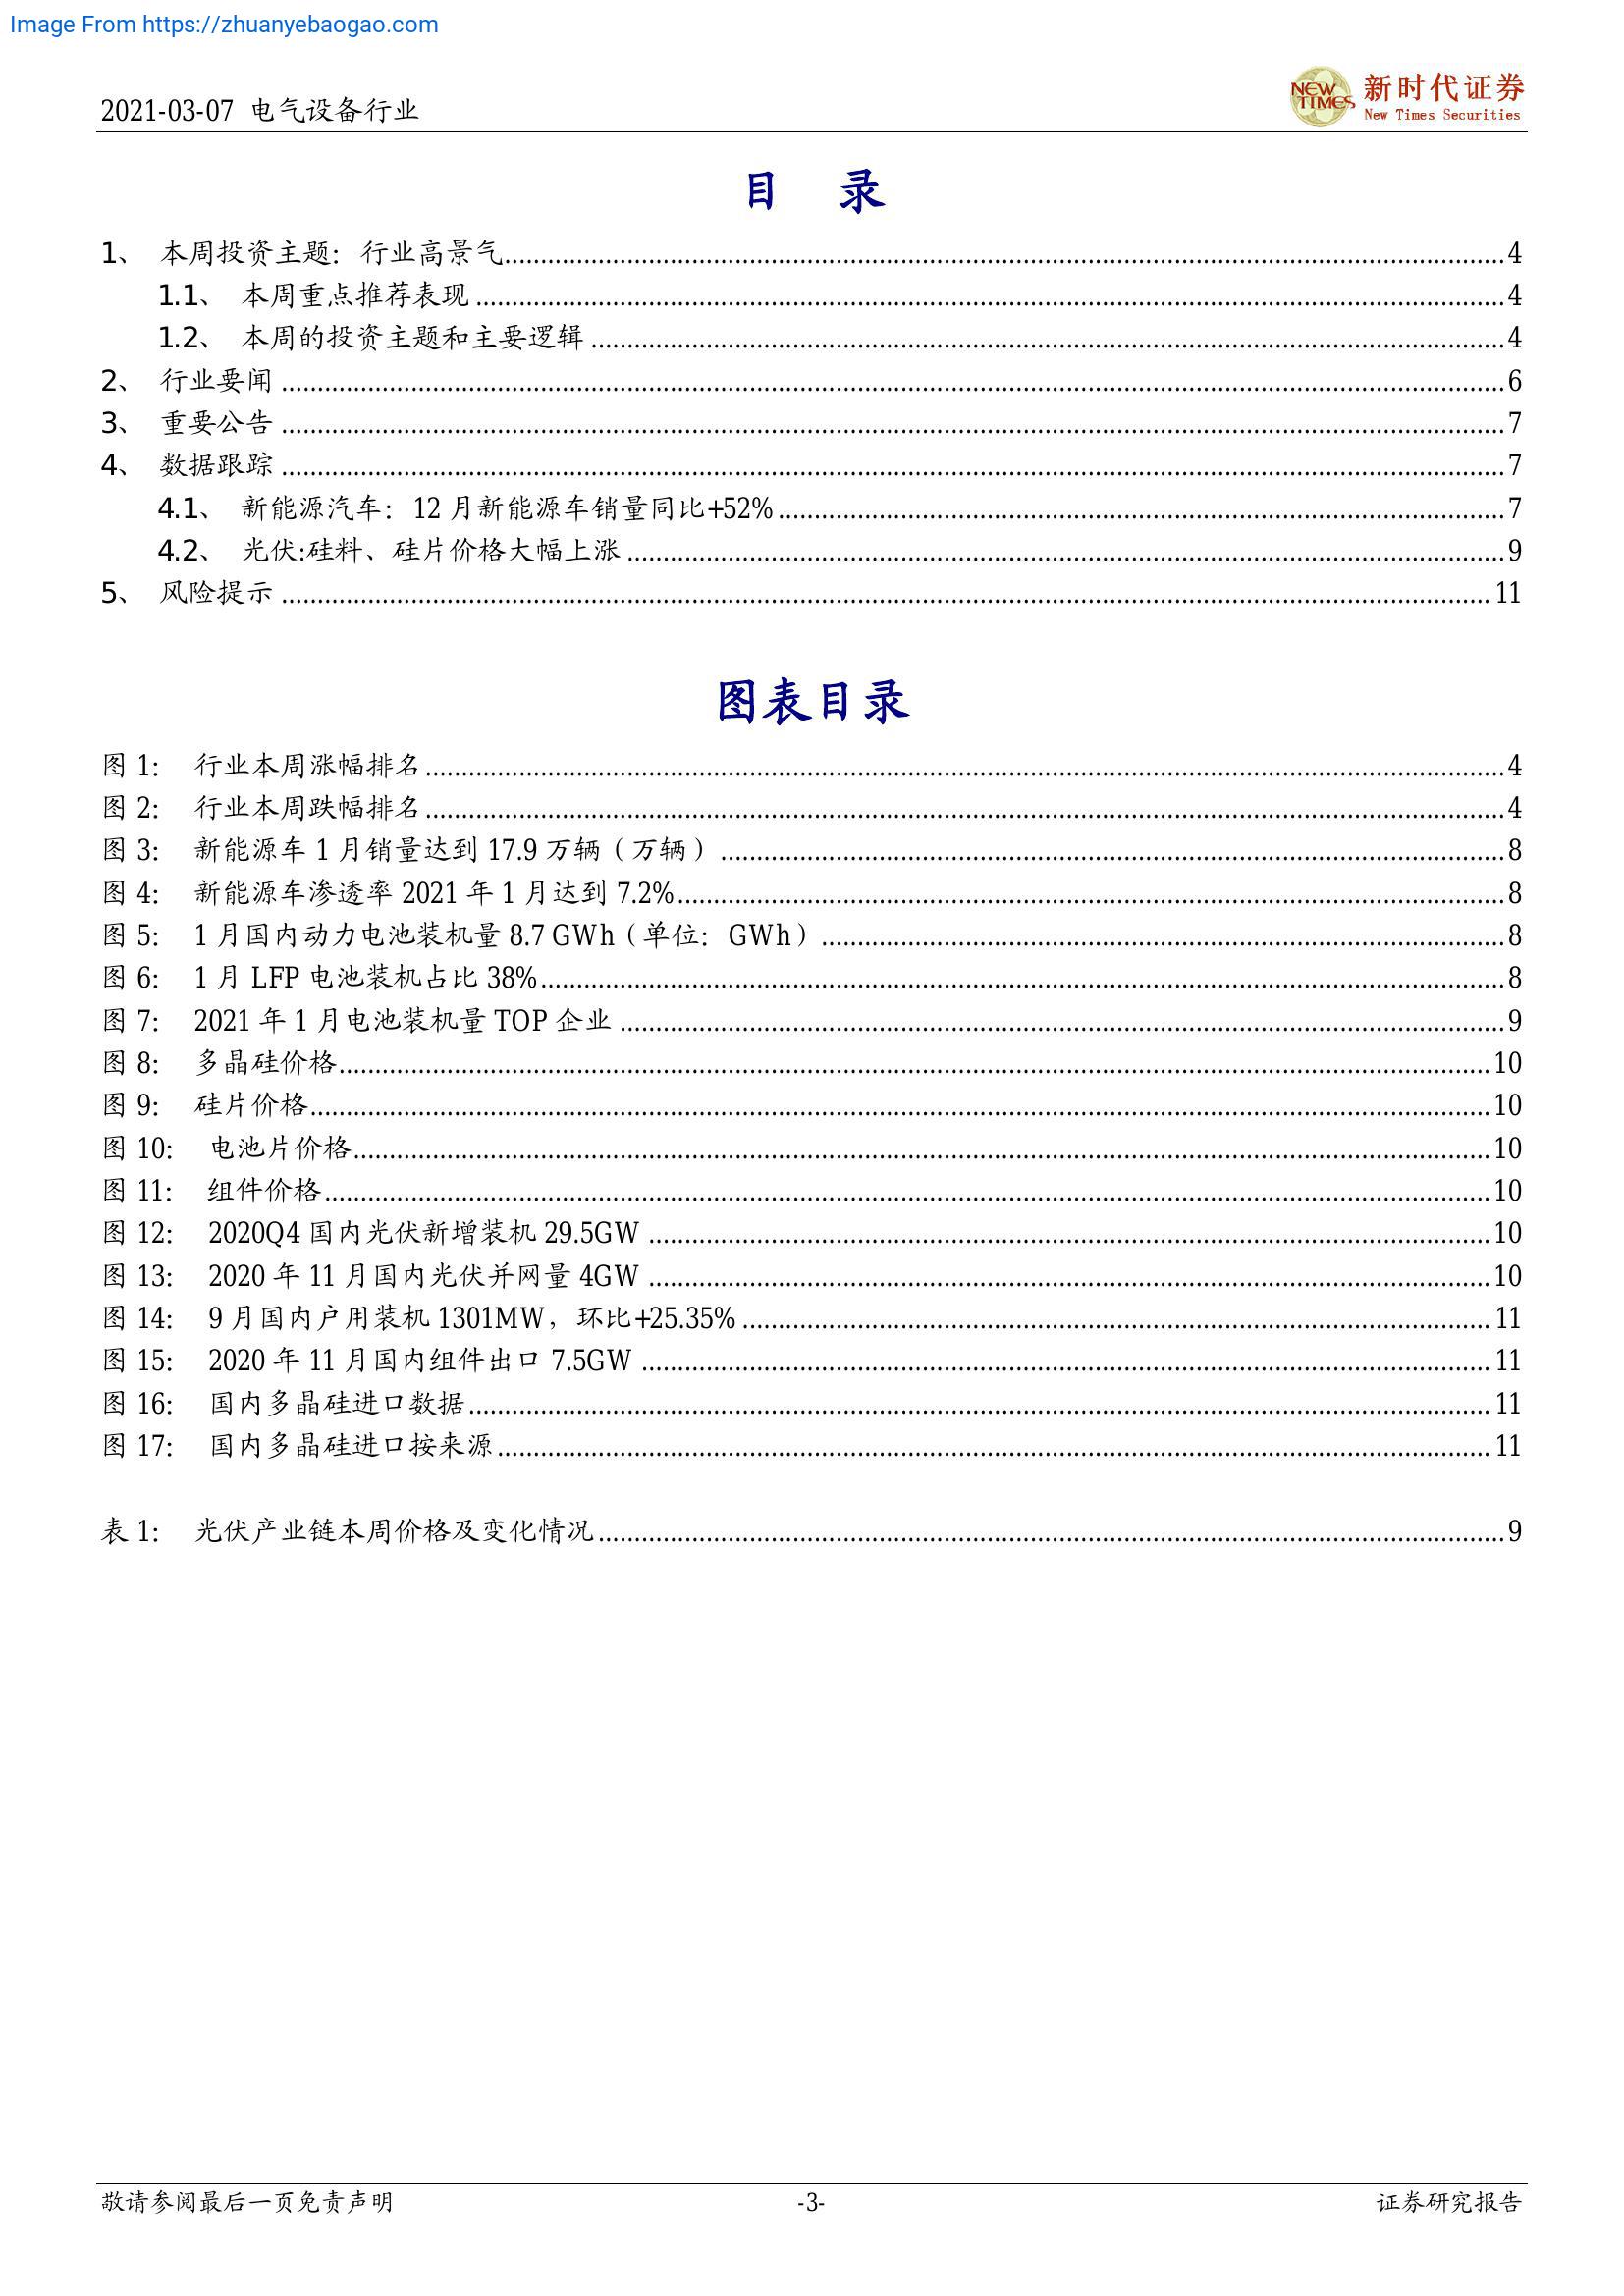 Image From https://zhuanyebaogao.com
2021-03-07 电气设备行业
NEW TIMES 新时代证券
New Times Securities
目 录
1、 本周投资主题：行业高景气 4
1.1、 本周重点推荐表现 4
1.2、 本周的投资主题和主要逻辑 4
2、 行业要闻 6
3、 重要公告 7
4、 数据跟踪 7
4.1、 新能源汽车：12 月新能源车销量同比+52% 7
4.2、 光伏:硅料、硅片价格大幅上涨 9
5、 风险提示 11
图表目录
图 1： 行业本周涨幅排名 4
图 2： 行业本周跌幅排名 4
图 3： 新能源车 1 月销量达到 17.9 万辆（万辆） 8
图 4： 新能源车渗透率 2021 年 1 月达到 7.2% 8
图 5： 1 月国内动力电池装机量 8.7 GWh（单位：GWh） 8
图 6： 1 月 LFP 电池装机占比 38% 8
图 7： 2021 年 1 月电池装机量 TOP 企业 9
图 8： 多晶硅价格 10
图 9： 硅片价格 10
图 10： 电池片价格 10
图 11： 组件价格 10
图 12： 2020Q4 国内光伏新增装机 29.5GW 10
图 13： 2020 年 11 月国内光伏并网量 4GW 10
图 14： 9 月国内户用装机 1301MW，环比+25.35% 11
图 15： 2020 年 11 月国内组件出口 7.5GW 11
图 16： 国内多晶硅进口数据 11
图 17： 国内多晶硅进口按来源 11
表 1： 光伏产业链本周价格及变化情况 9
敬请参阅最后一页免责声明 -3- 证券研究报告